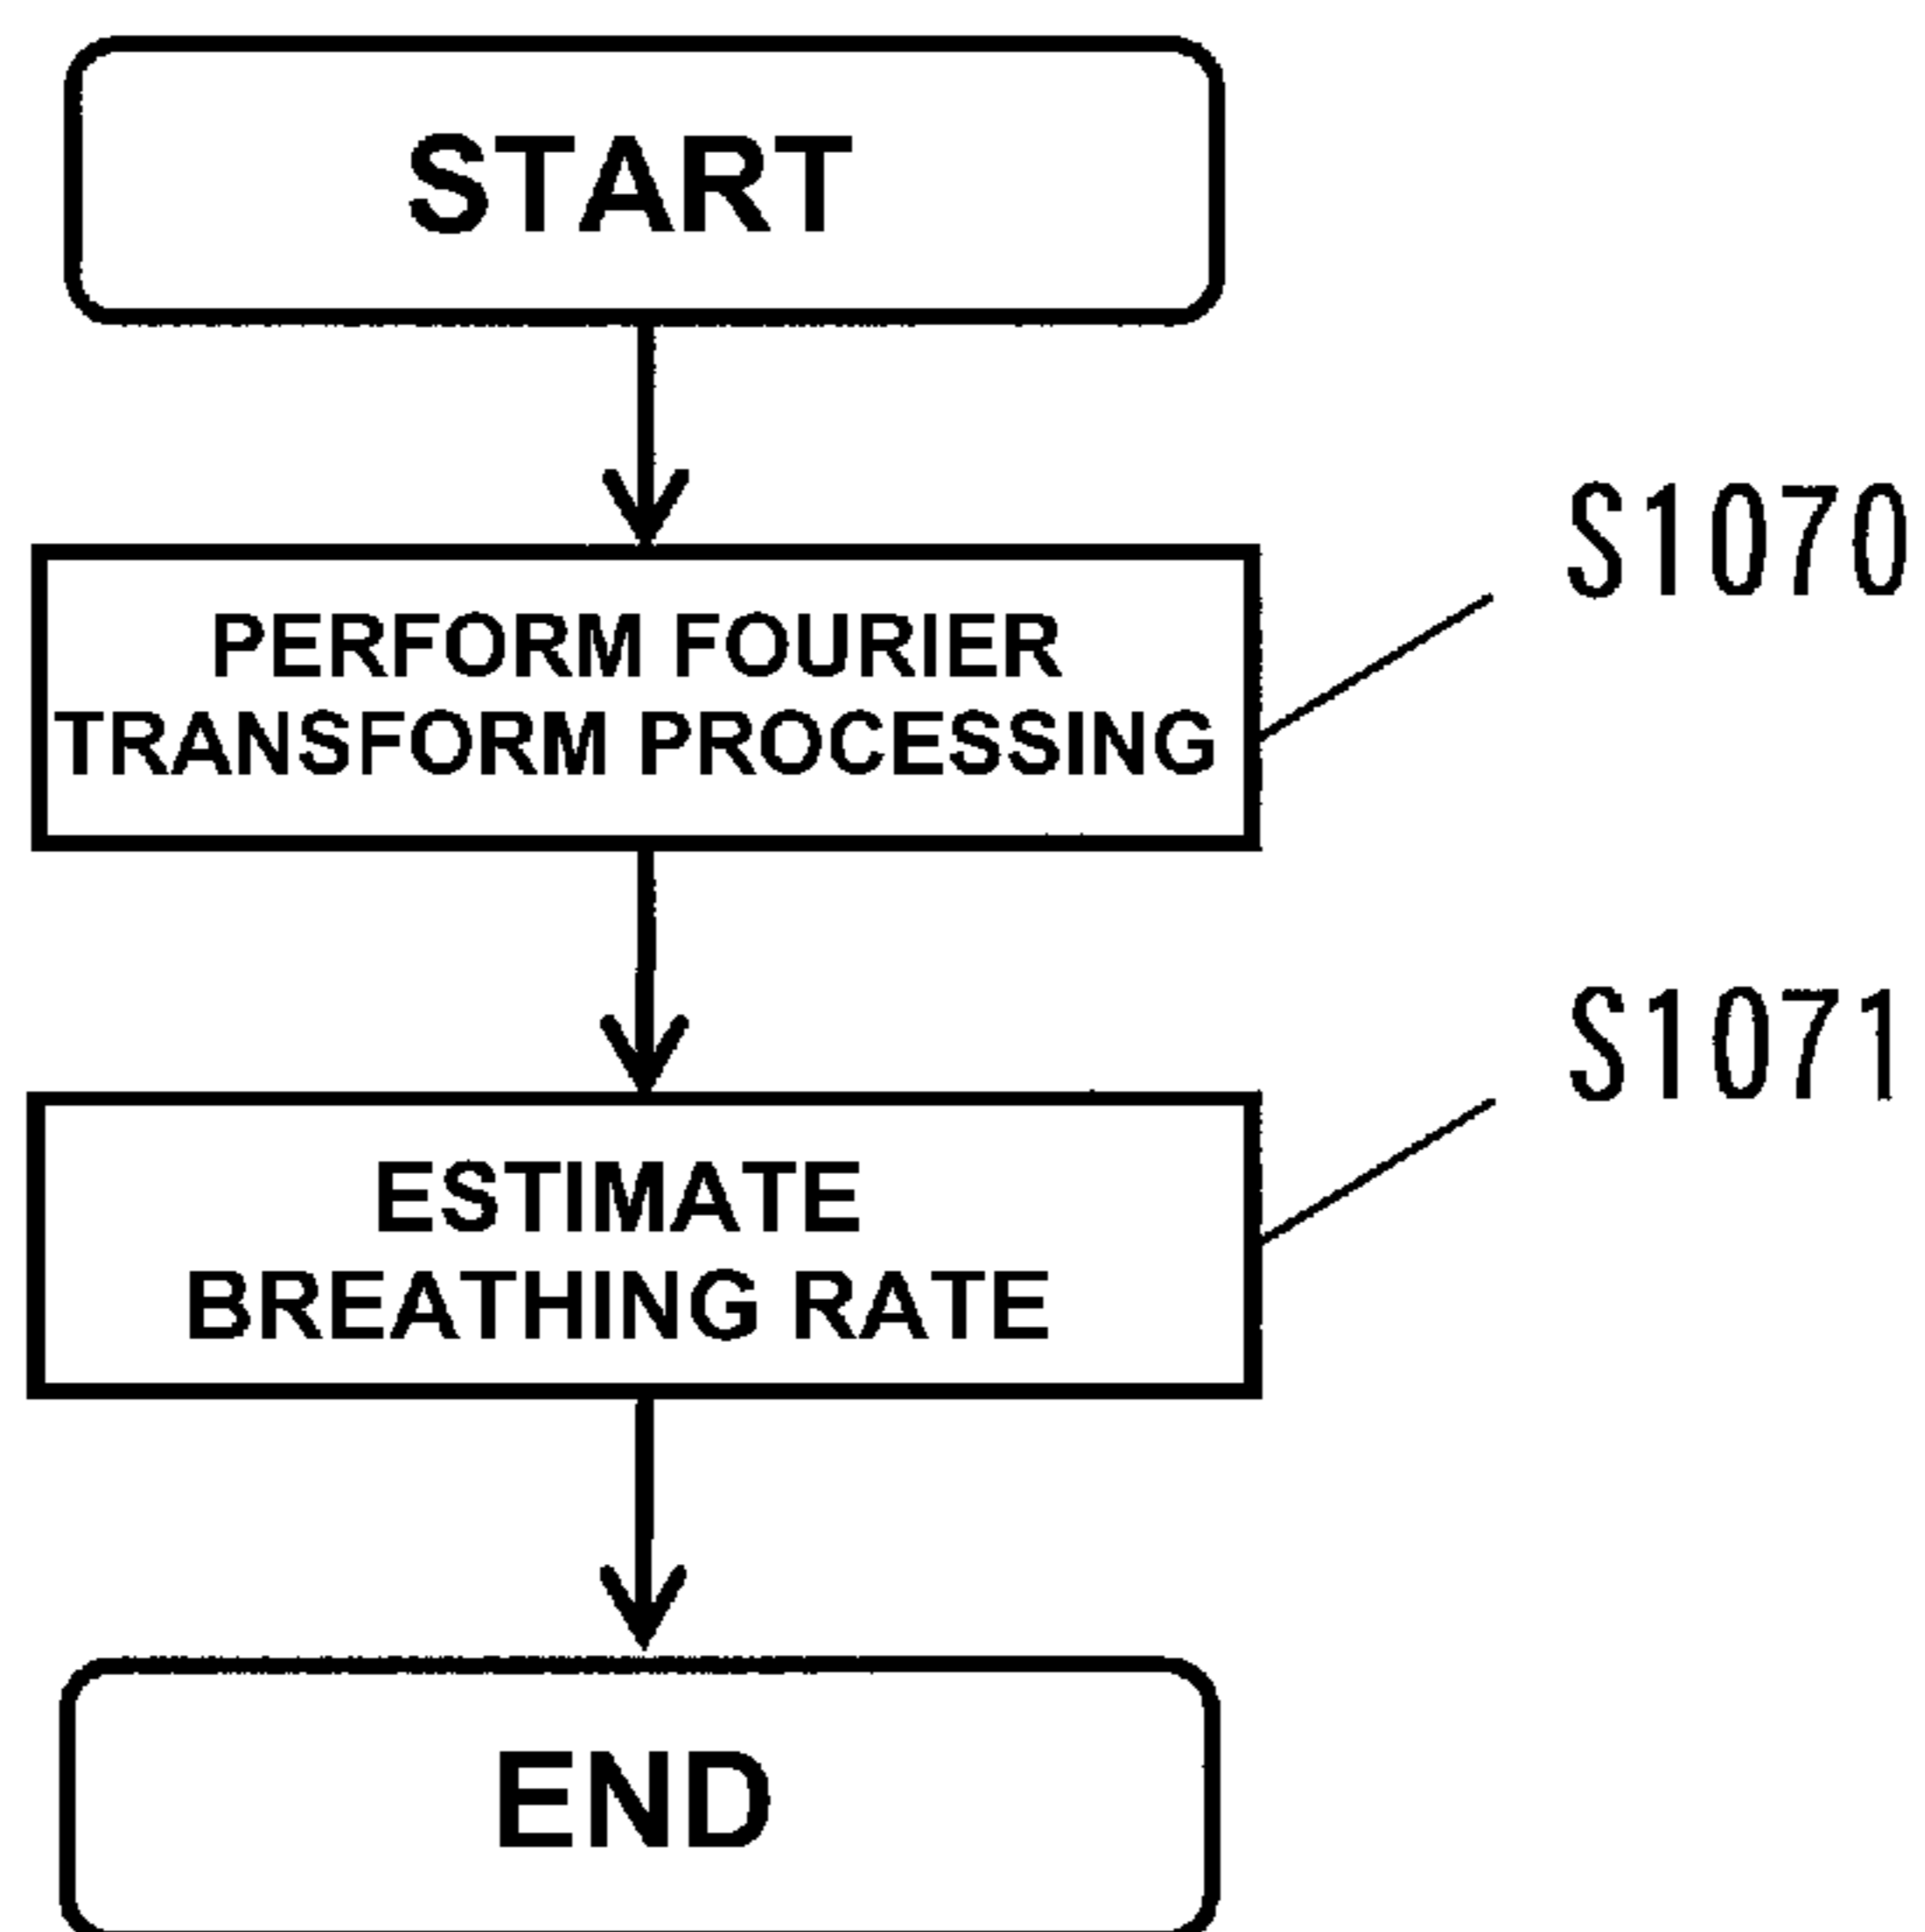 START
S1070
PERFORM FOURIER
TRANSFORM PROCESSING
S1071
ESTIMATE
BREATHING RATE
END